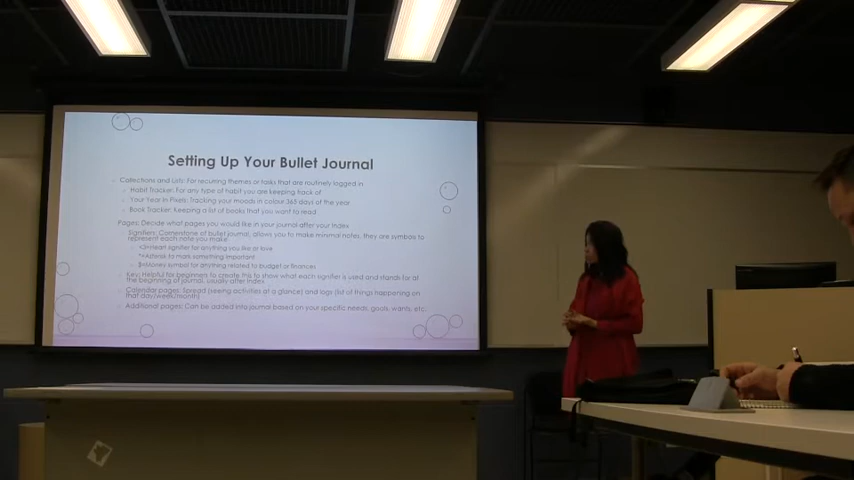 Setting Up Your Bullet Journal
Collections and Lists: For recurring themes or tasks that are routinely logged in
Habit Tracker: For any type of habit you are keeping track of
Your Year In Pixels: Tracking your moods in colour 365 days of the year
Book Tracker: Keeping a list of books that you want to read
Pages: Decide what pages you would like in your journal after your index
Signifiers: Cornerstone of bullet journal, allows you to make minimal notes, they are symbols to
represent each note you make:
<3=Heart signifier for anything you like or love
*=Asterisk to mark something important
$=Money symbol for anything related to budget or finances
Key: Helpful for beginners to create this to show what each signifier is used and stands for at
the beginning of journal, usually after index
Calendar pages: Spread (seeing activities at a glance) and logs (list of things happening on
that day/week/month)
Additional pages: Can be added into journal based on your specific needs, goals, wants, etc